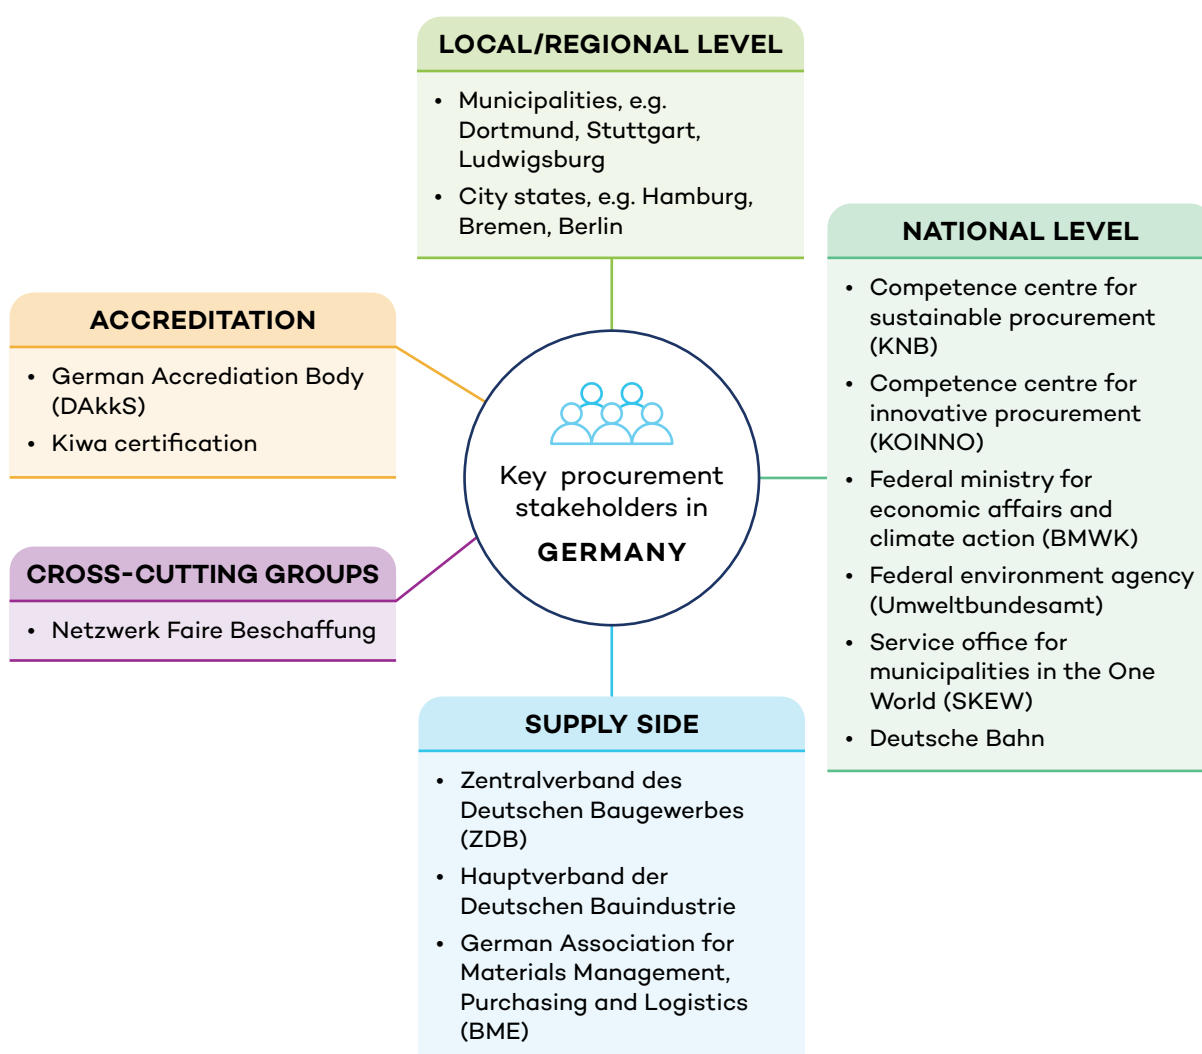 LOCAL/REGIONAL LEVEL
• Municipalities, e.g.
Dortmund, Stuttgart,
Ludwigsburg
• City states, e.g. Hamburg,
Bremen, Berlin
NATIONAL LEVEL
• Competence centre for
sustainable procurement
(KNB)
• Competence centre for
innovative procurement
(KOINNO)
• Federal ministry for
economic affairs and
climate action (BMWK)
• Federal environment agency
(Umweltbundesamt)
• Service office for
municipalities in the One
World (SKEW)
• Deutsche Bahn
ACCREDITATION
• German Accrediation Body
(DAkkS)
• Kiwa certification
Key procurement
stakeholders in
GERMANY
CROSS-CUTTING GROUPS
• Netzwerk Faire Beschaffung
SUPPLY SIDE
• Zentralverband des
Deutschen Baugewerbes
(ZDB)
• Hauptverband der
Deutschen Bauindustrie
• German Association for
Materials Management,
Purchasing and Logistics
(BME)